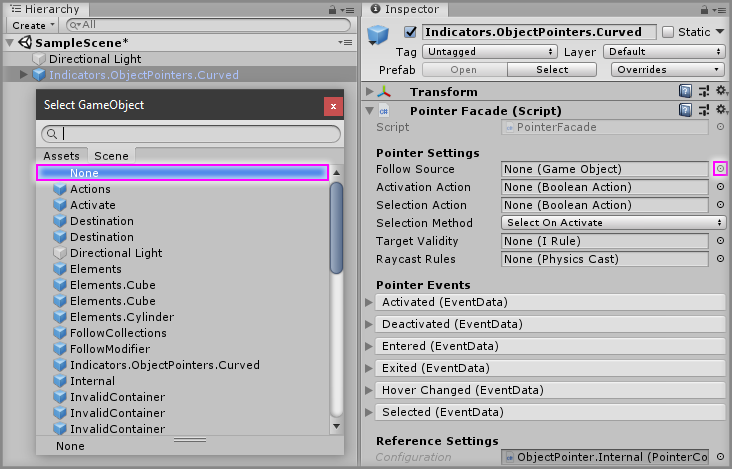 Hierarchy
Create
All
SampleScene*
Directional Light
Indicators.ObjectPointers.Curved
Select GameObject
x
Assets Scene
None
Actions
Activate
Destination
Destination
Directional Light
Elements
Elements.Cube
Elements.Cube
Elements.Cylinder
FollowCollections
FollowModifier
Indicators.ObjectPointers.Curved
Internal
InvalidContainer
InvalidContainer
InvalidContainer
None
Inspector
Indicators.ObjectPointers.Curved Static
Tag Untagged Layer Default
Prefab Open Select Overrides
Transform
Pointer Facade (Script)
Script PointerFacade
Pointer Settings
Follow Source None (Game Object)
Activation Action None (Boolean Action)
Selection Action None (Boolean Action)
Selection Method Select On Activate
Target Validity None (I Rule)
Raycast Rules None (Physics Cast)
Pointer Events
Activated (EventData)
Deactivated (EventData)
Entered (EventData)
Exited (EventData)
Hover Changed (EventData)
Selected (EventData)
Reference Settings
Configuration ObjectPointer.Internal (PointerCo